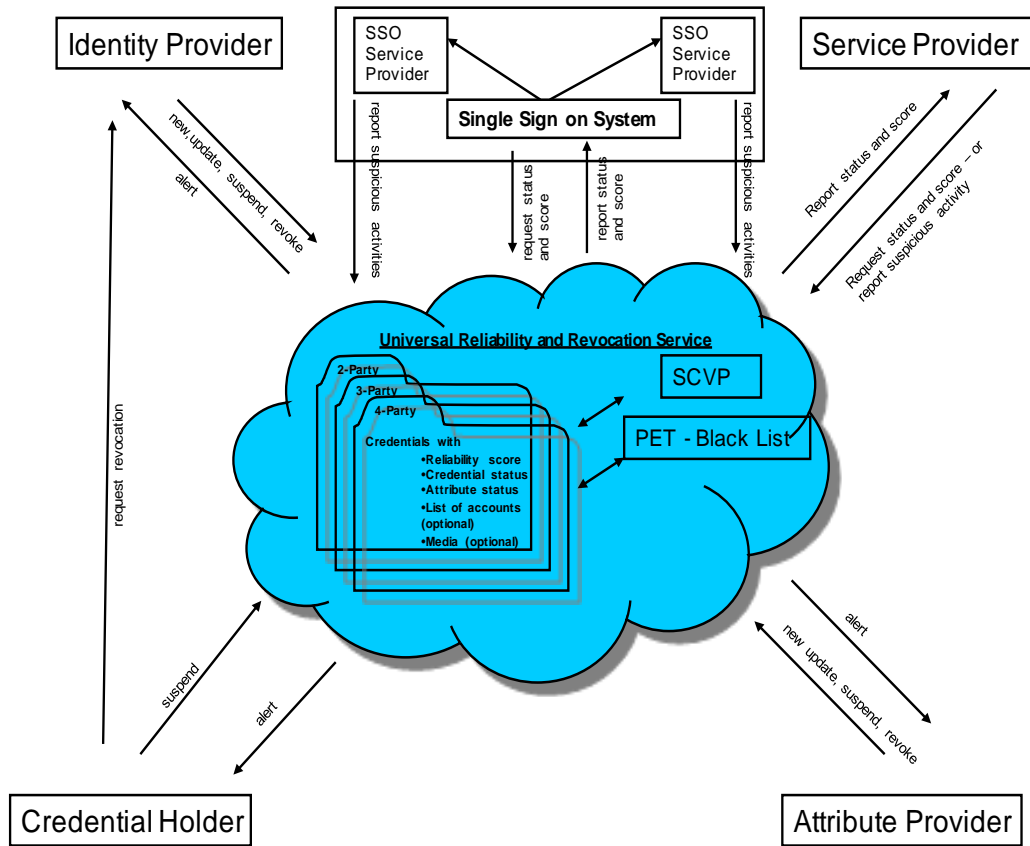 Identity Provider
SSO
Service
Provider
SSO
Service
Provider
Service Provider
Single Sign on System
new,update, suspend, revoke
alert
report suspicious activities
request status
and score
report status
and score
report suspicious activities
Report status and score
Request status and score – or
report suspicious activity
request revocation
Universal Reliability and Revocation Service
2-Party
3-Party
4-Party
Credentials with
•Reliability score
•Credential status
•Attribute status
•List of accounts
(optional)
•Media (optional)
SCVP
PET - Black List
suspend
alert
alert
new update, suspend, revoke
Credential Holder
Attribute Provider